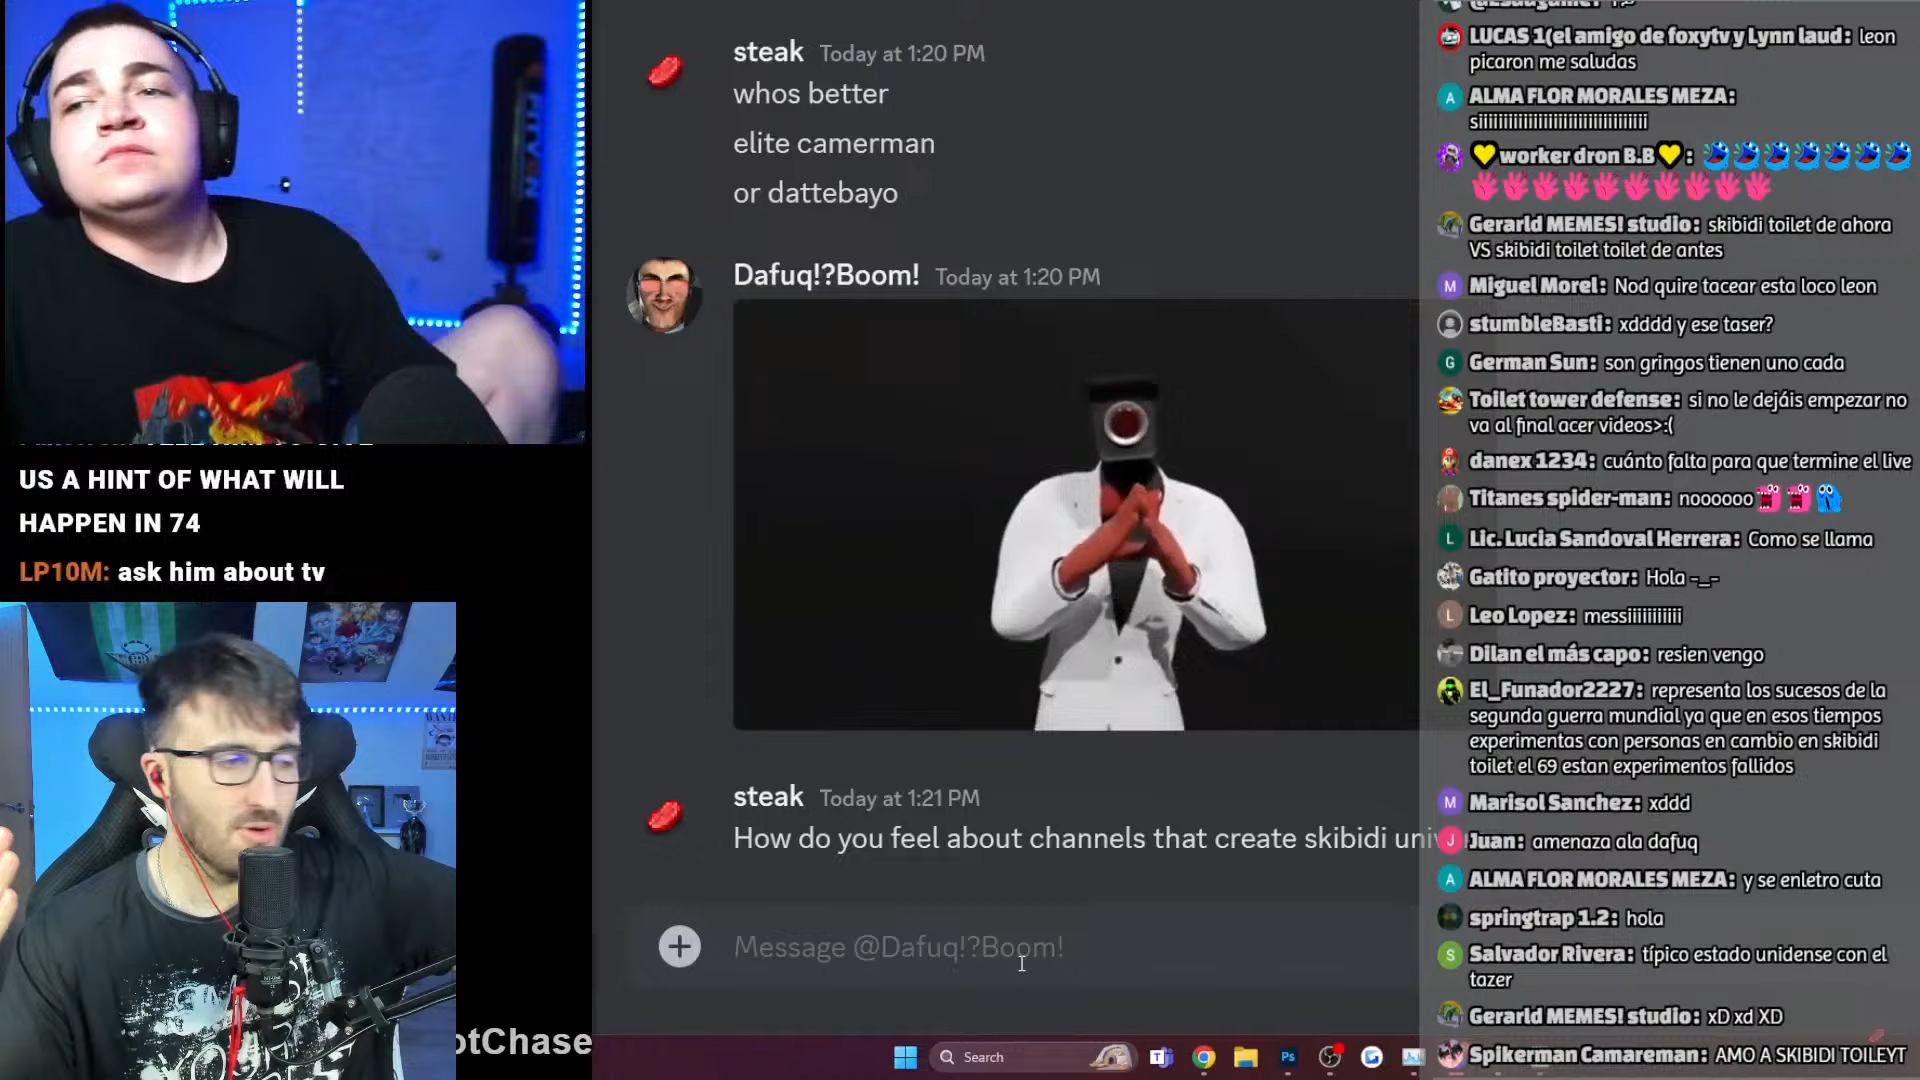 steak Today at 1:20 PM
whos better
elite camerman
or dattebayo
Dafuq!?Boom! Today at 1:20 PM
steak Today at 1:21 PM
How do you feel about channels that create skibidi
Message @Dafuq!?Boom!
US A HINT OF WHAT WILL
HAPPEN IN 74
LP10M: ask him about tv
otChase
Search
LUCAS 1(el amigo de foxytv y Lynn laud: leon
picaron me saludas
ALMA FLOR MORALES MEZA:
siiiiiiiiiiiiiiiiiiiiiiiiiiiiiii
worker dron B.B:
Gerarld MEMES! studio: skibidi toilet de ahora
VS skibidi toilet toilet de antes
Miguel Morel: Nod quire tacear esta loco leon
stumbleBasti: xdddd y ese taser?
German Sun: son gringos tienen uno cada
Toilet tower defense: si no le dejáis empezar no
va al final acer videos>:(
danex 1234: cuánto falta para que termine el live
Titanes spider-man: noooooo
Lic. Lucia Sandoval Herrera: Como se llama
Gatito proyector: Hola -_-
Leo Lopez: messiiiiiiiiiii
Dilan el más capo: resien vengo
El_Funador2227: representa los sucesos de la
segunda guerra mundial ya que en esos tiempos
experimentas con personas en cambio en skibidi
toilet el 69 estan experimentos fallidos
Marisol Sanchez: xddd
Juan: amenaza ala dafuq
ALMA FLOR MORALES MEZA: y se enletro cuta
springtrap 1.2: hola
Salvador Rivera: típico estado unidense con el
tazer
Gerarld MEMES! studio: xD xd XD
Spikerman Camareman: AMO A SKIBIDI TOILEYT